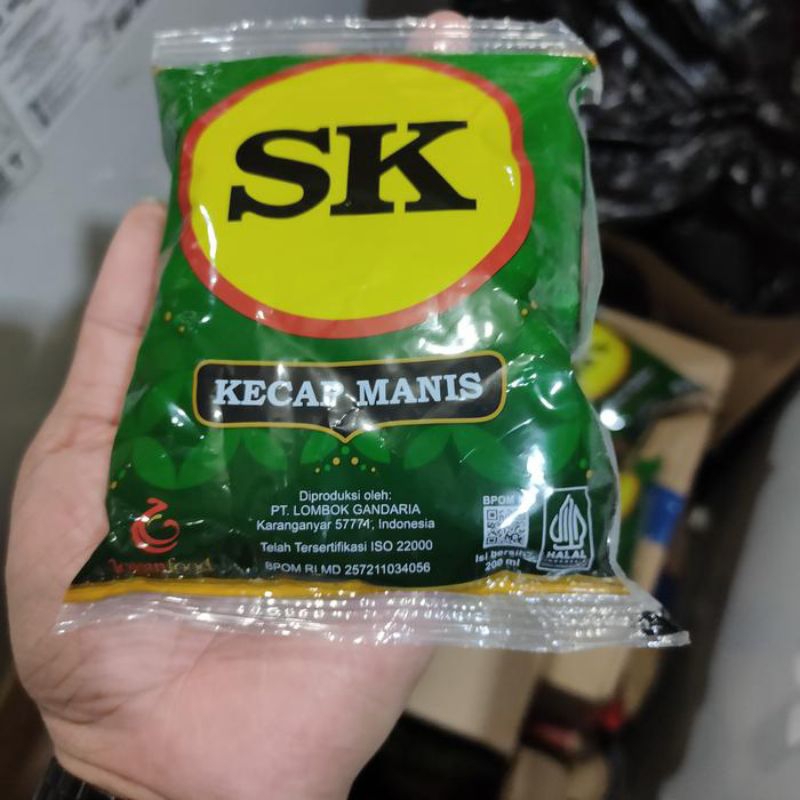 SK
KECAP MANIS
Diproduksi oleh:
PT. LOMBOK GANDARIA
Karanganyar 57771, Indonesia
Telah Tersertifikasi ISO 22000
BPOM RI MD 257211034056
BPOM
Isi bersih:
200 ml
HALAL
INDONESIA